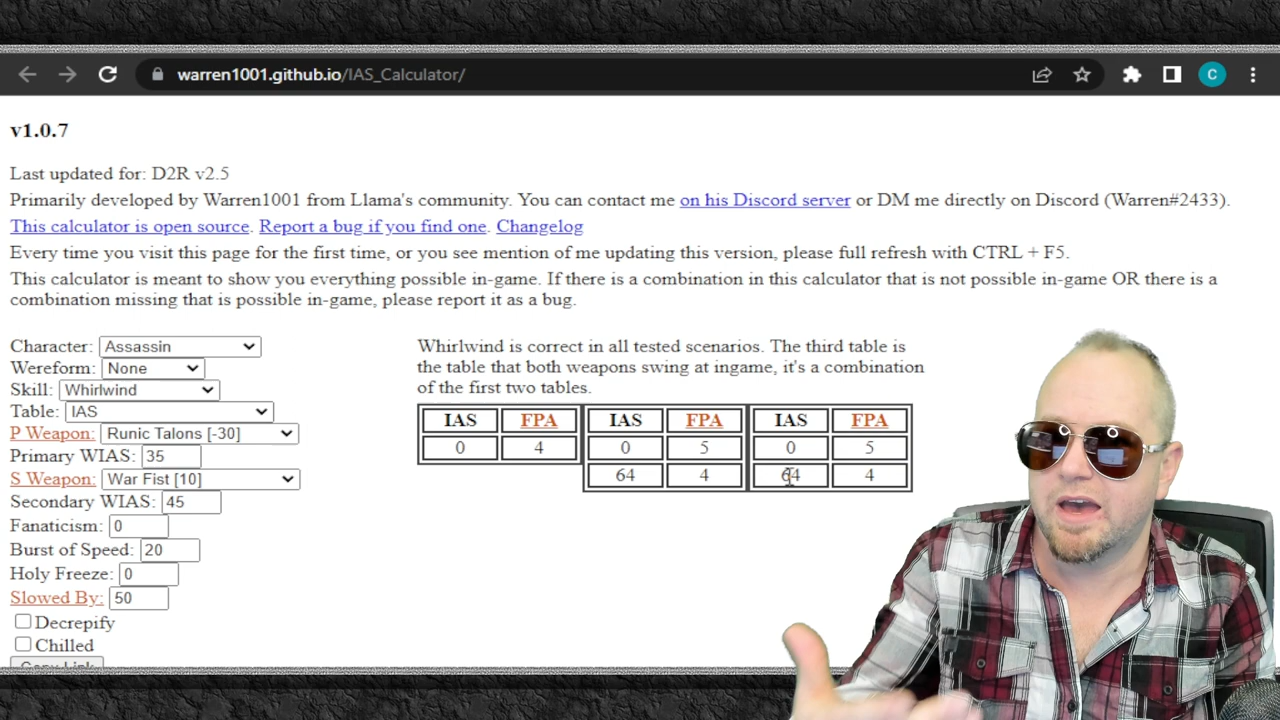 warren1001.github.io/IAS_Calculator/
C
v1.0.7
Last updated for: D2R v2.5
Primarily developed by Warren1001 from Llama's community. You can contact me on his Discord server or DM me directly on Discord (Warren#2433).
This calculator is open source. Report a bug if you find one. Changelog
Every time you visit this page for the first time, or you see mention of me updating this version, please full refresh with CTRL + F5.
This calculator is meant to show you everything possible in-game. If there is a combination in this calculator that is not possible in-game OR there is a
combination missing that is possible in-game, please report it as a bug.
Character: Assassin
Wereform: None
Skill: Whirlwind
Table: IAS
P Weapon: Runic Talons [-30]
Primary WIAS: 35
S Weapon: War Fist [10]
Secondary WIAS: 45
Fanaticism: 0
Burst of Speed: 20
Holy Freeze: 0
Slowed By: 50
Decrepify
Chilled
Copy Link
Whirlwind is correct in all tested scenarios. The third table is
the table that both weapons swing at ingame, it's a combination
of the first two tables.
IAS FPA IAS FPA IAS FPA
0 4 0 5 0 5
64 4 64 4